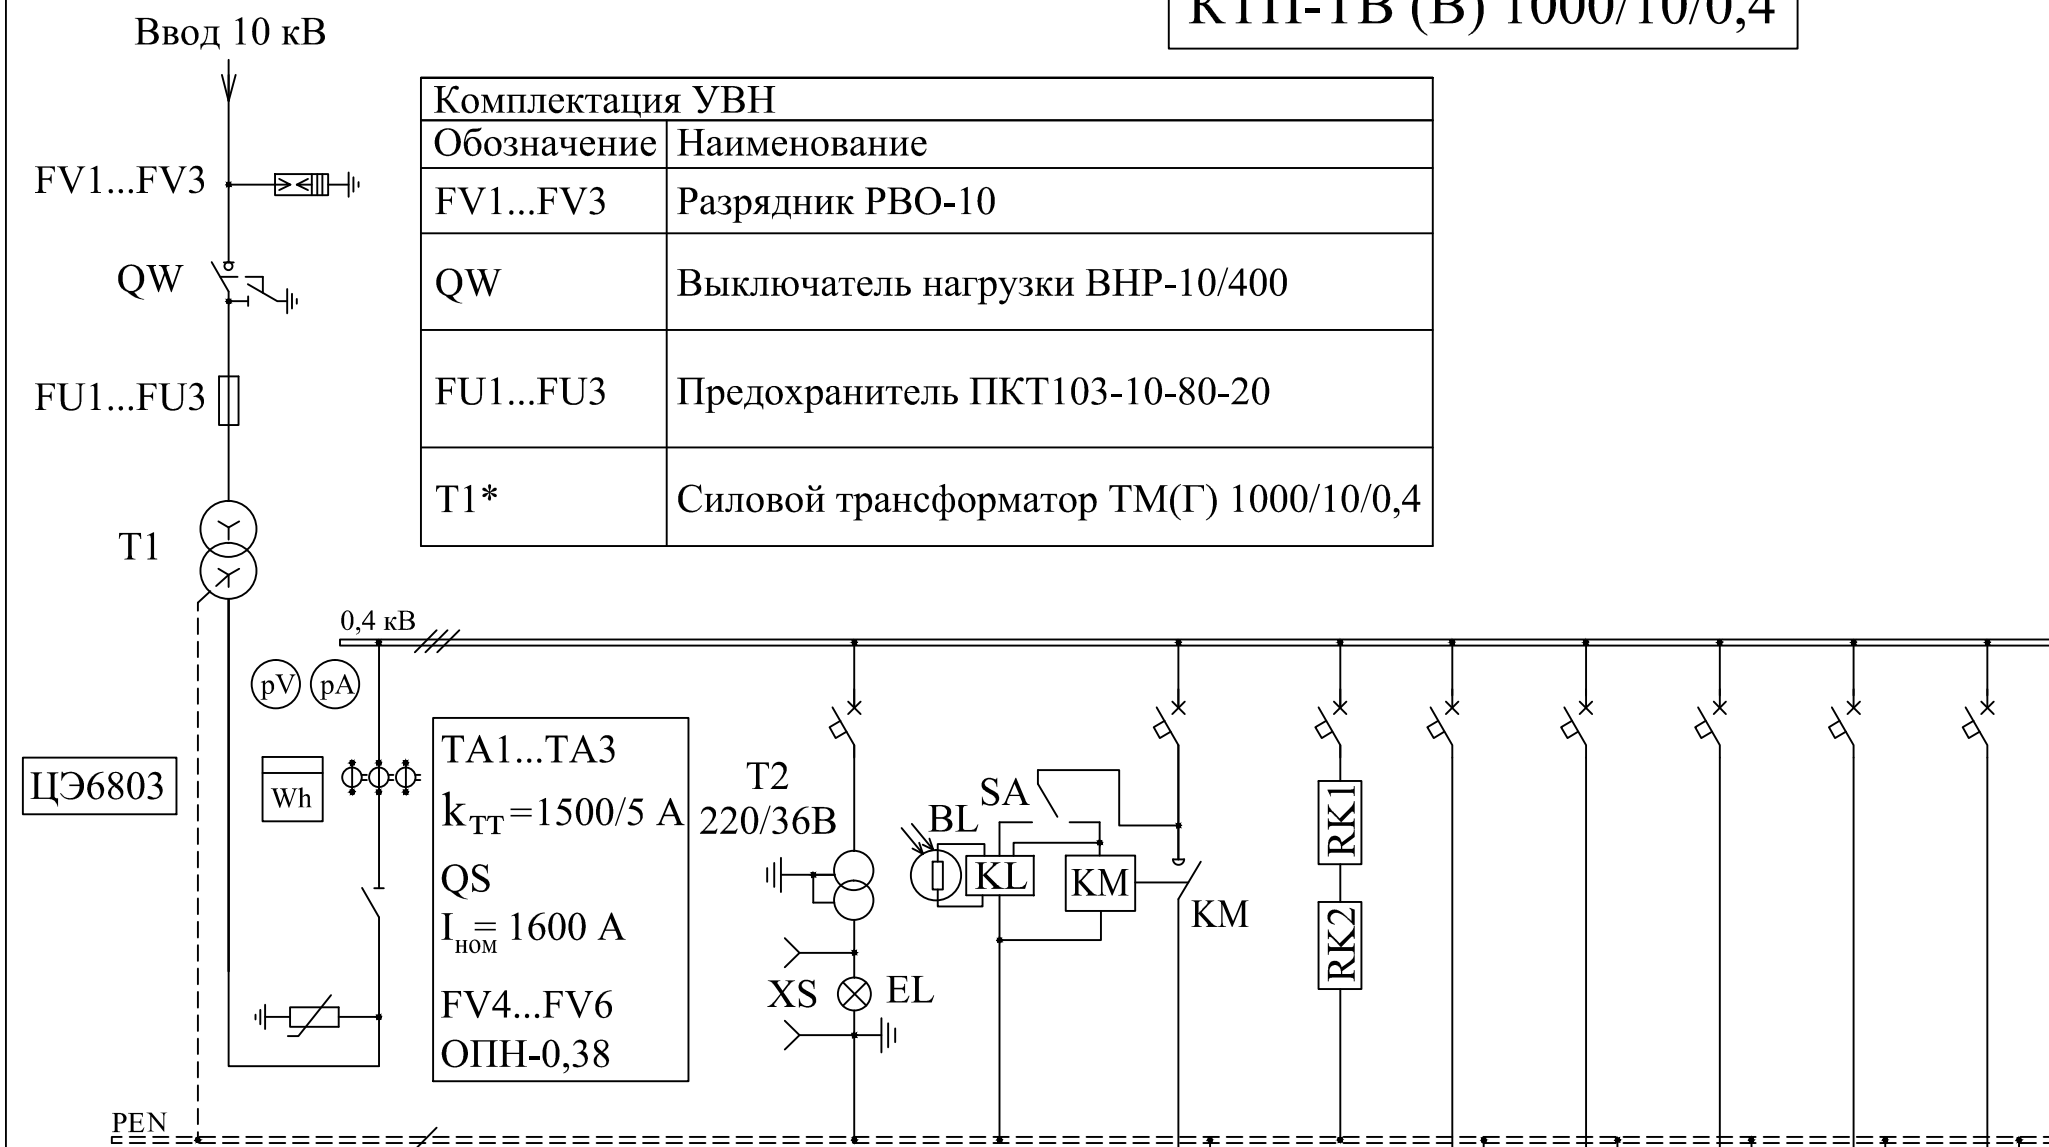 КТП-ТВ (В) 1000/10/0,4
Ввод 10 кВ
Комплектация УВН
Обозначение Наименование
FV1...FV3
FV1...FV3 Разрядник РВО-10
QW
QW Выключатель нагрузки ВНР-10/400
FU1...FU3
FU1...FU3 Предохранитель ПКТ103-10-80-20
T1* Силовой трансформатор ТМ(Г) 1000/10/0,4
T1
0,4 кВ
pV pA
ЦЭ6803
Wh
TA1...TA3
kТТ=1500/5 А
QS
Iном= 1600 А
FV4...FV6
ОПН-0,38
T2
220/36В
XS EL
BL
SA
KL
KM
KM
RK1
RK2
PEN